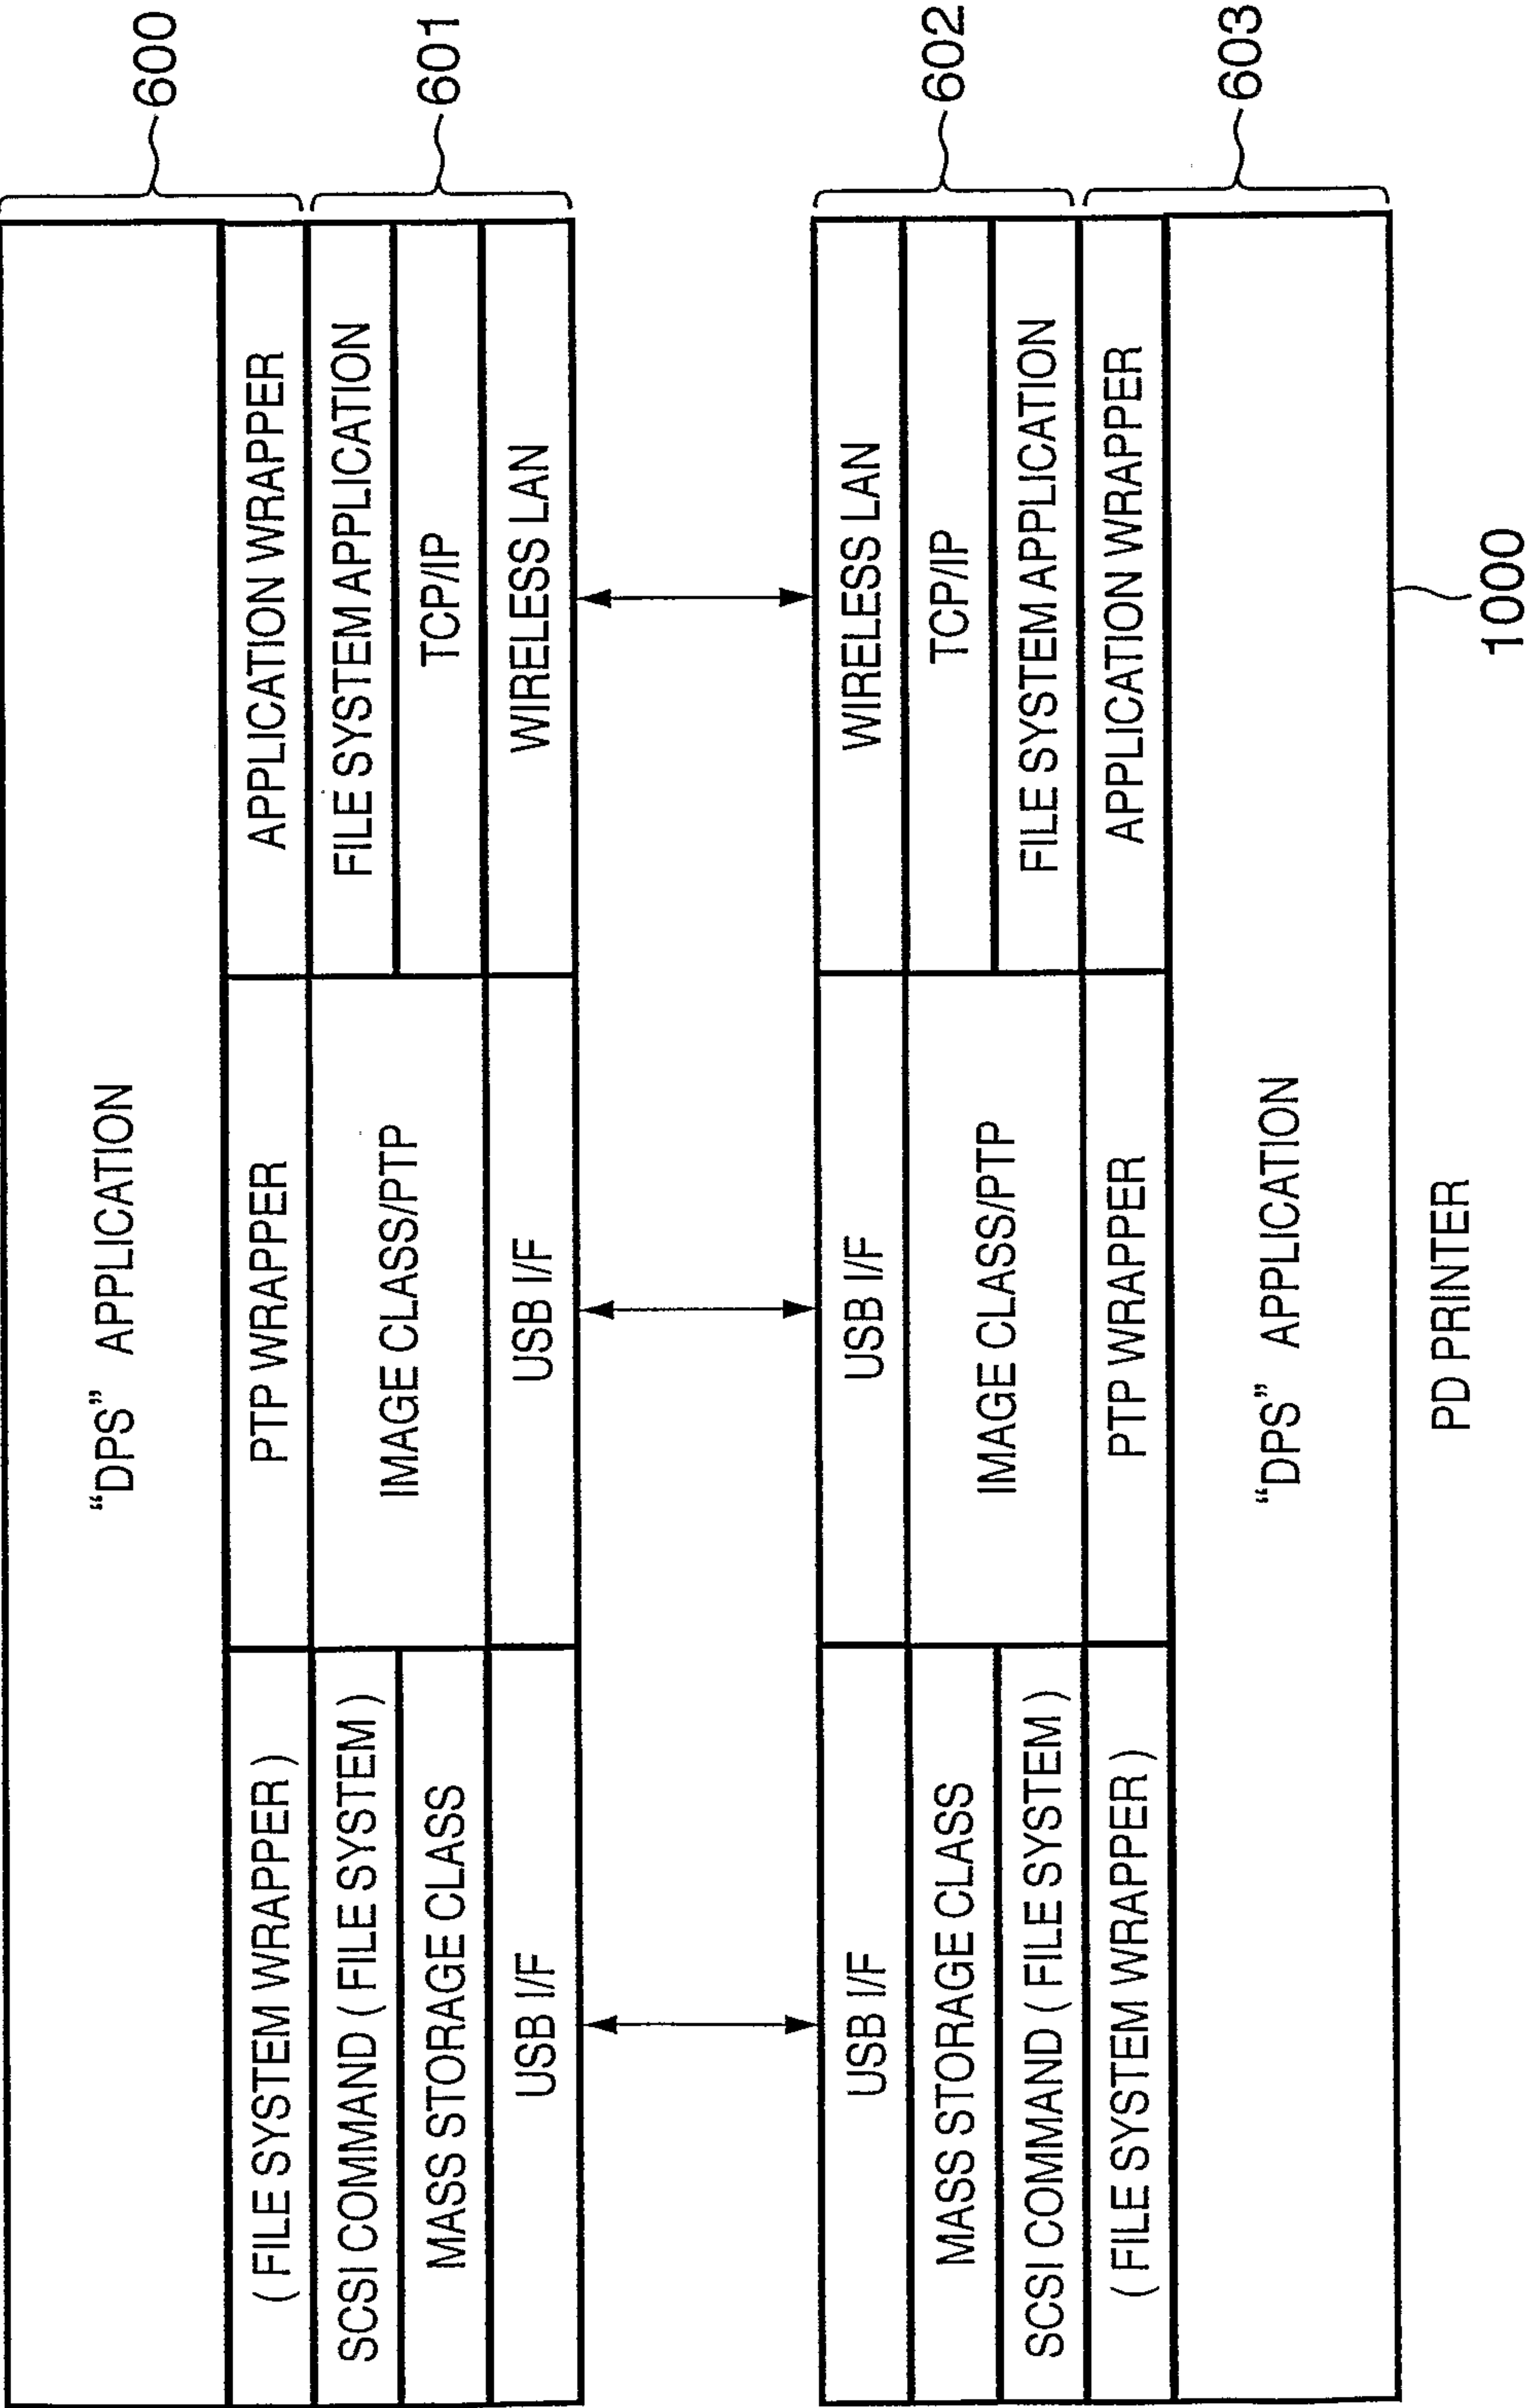 “DPS” APPLICATION
600
( FILE SYSTEM WRAPPER )
PTP WRAPPER
APPLICATION WRAPPER
SCSI COMMAND ( FILE SYSTEM )
IMAGE CLASS/PTP
FILE SYSTEM APPLICATION
601
MASS STORAGE CLASS
TCP/IP
USB I/F
USB I/F
WIRELESS LAN
USB I/F
USB I/F
WIRELESS LAN
MASS STORAGE CLASS
IMAGE CLASS/PTP
TCP/IP
602
SCSI COMMAND ( FILE SYSTEM )
FILE SYSTEM APPLICATION
( FILE SYSTEM WRAPPER )
PTP WRAPPER
APPLICATION WRAPPER
603
“DPS” APPLICATION
PD PRINTER
1000